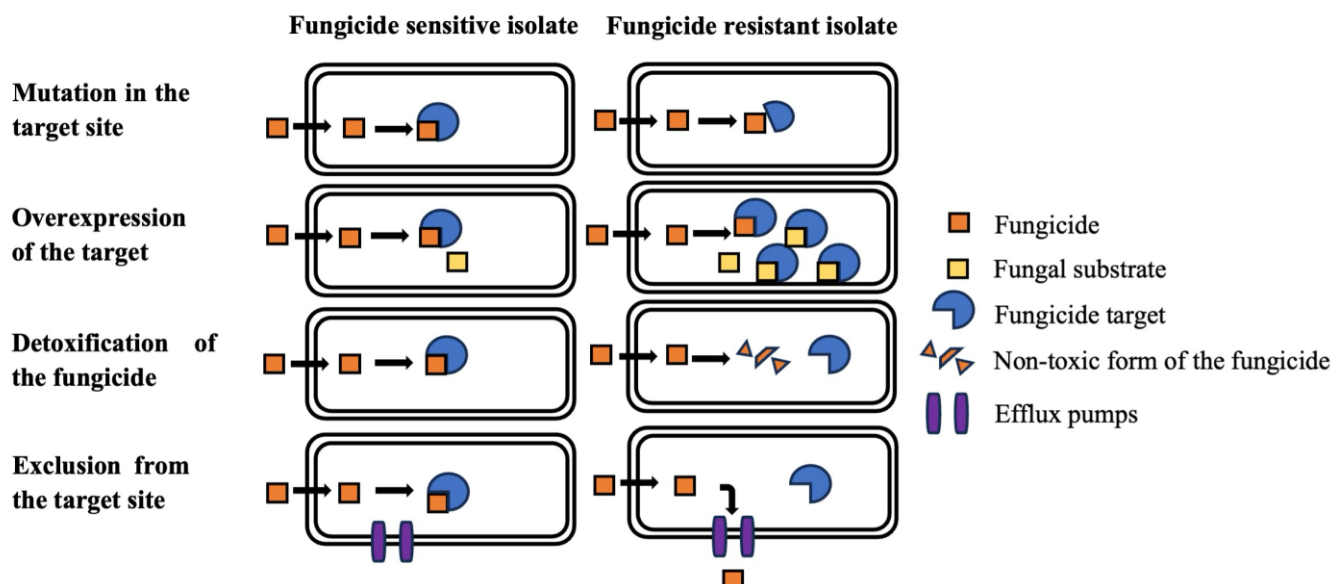 Fungicide sensitive isolate
Fungicide resistant isolate
Mutation in the
target site
Overexpression
of the target
Detoxification of
the fungicide
Exclusion from
the target site
Fungicide
Fungal substrate
Fungicide target
Non-toxic form of the fungicide
Efflux pumps